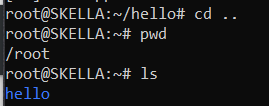 root@SKELLA:~/hello# cd ..
root@SKELLA:~# pwd
/root
root@SKELLA:~# ls
hello